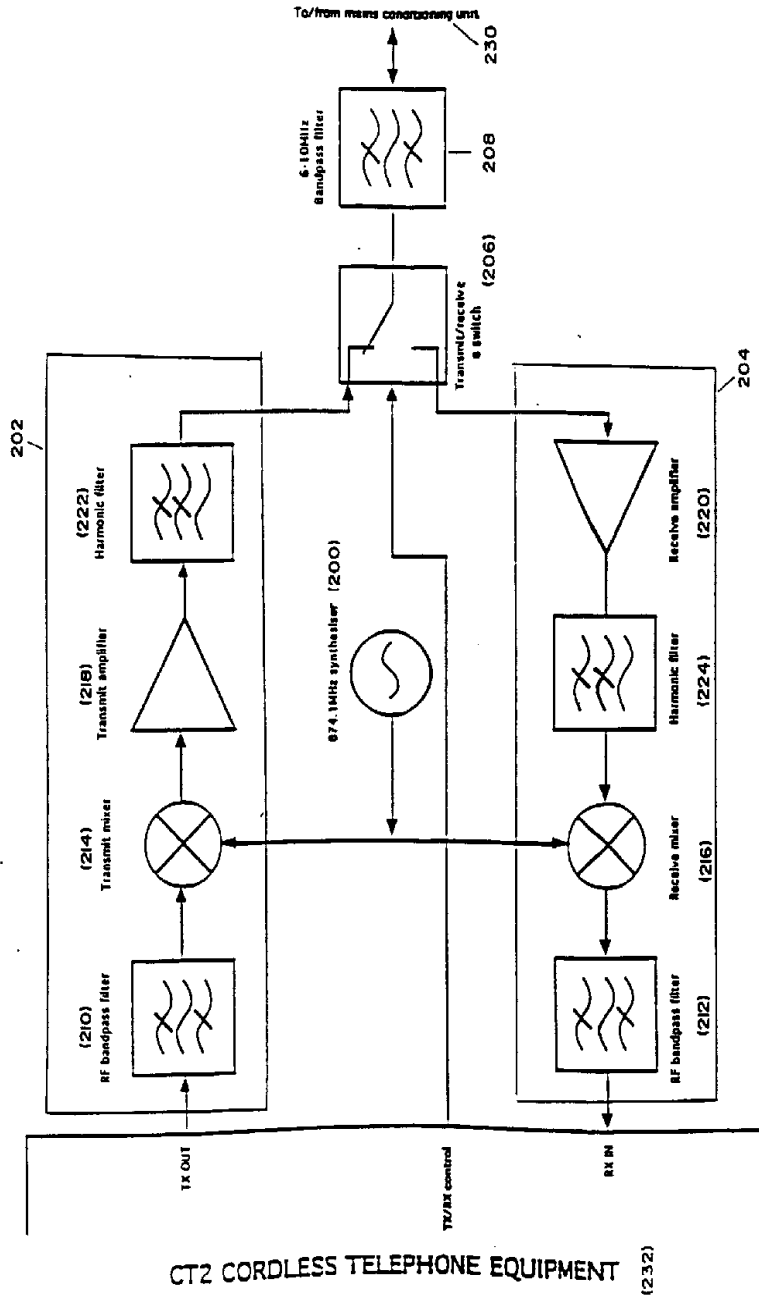 To/from mains conditioning unit
230
6-10MHz
Bandpass filter
208
(206)
Transmit/receive
s switch
202
(222)
Harmonic filter
(218)
Transmit amplifier
(214)
Transmit mixer
(210)
RF bandpass filter
874.1MHz synthesiser (200)
204
Receive amplifier
(220)
Harmonic filter
(224)
Receive mixer
(216)
RF bandpass filter
(212)
TX OUT
TX/RX control
RX IN
CT2 CORDLESS TELEPHONE EQUIPMENT
(232)